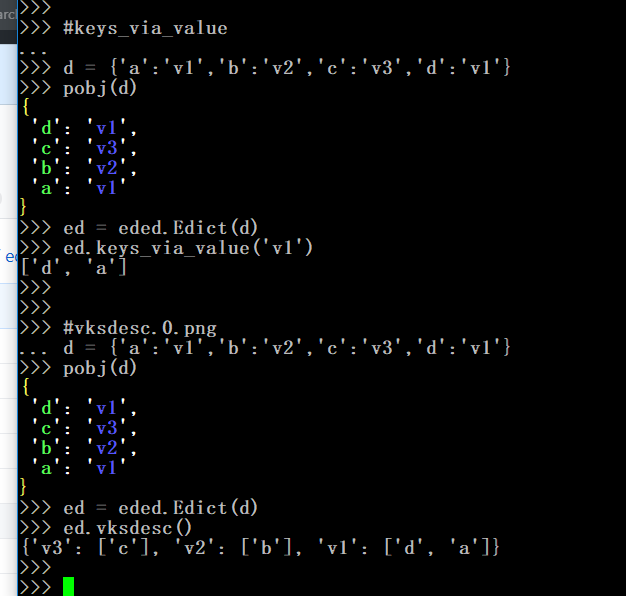 arcl
>>>
>>> #keys_via_value
...
>>> d = {'a':'v1','b':'v2','c':'v3','d':'v1'}
>>> pobj(d)
{
 'd': 'v1',
 'c': 'v3',
 'b': 'v2',
 'a': 'v1'
}
>>> ed = eded.Edict(d)
>>> ed.keys_via_value('v1')
['d', 'a']
>>>
>>>
>>> #vksdesc.0.png
... d = {'a':'v1','b':'v2','c':'v3','d':'v1'}
>>> pobj(d)
{
 'd': 'v1',
 'c': 'v3',
 'b': 'v2',
 'a': 'v1'
}
>>> ed = eded.Edict(d)
>>> ed.vksdesc()
{'v3': ['c'], 'v2': ['b'], 'v1': ['d', 'a']}
>>>
>>>